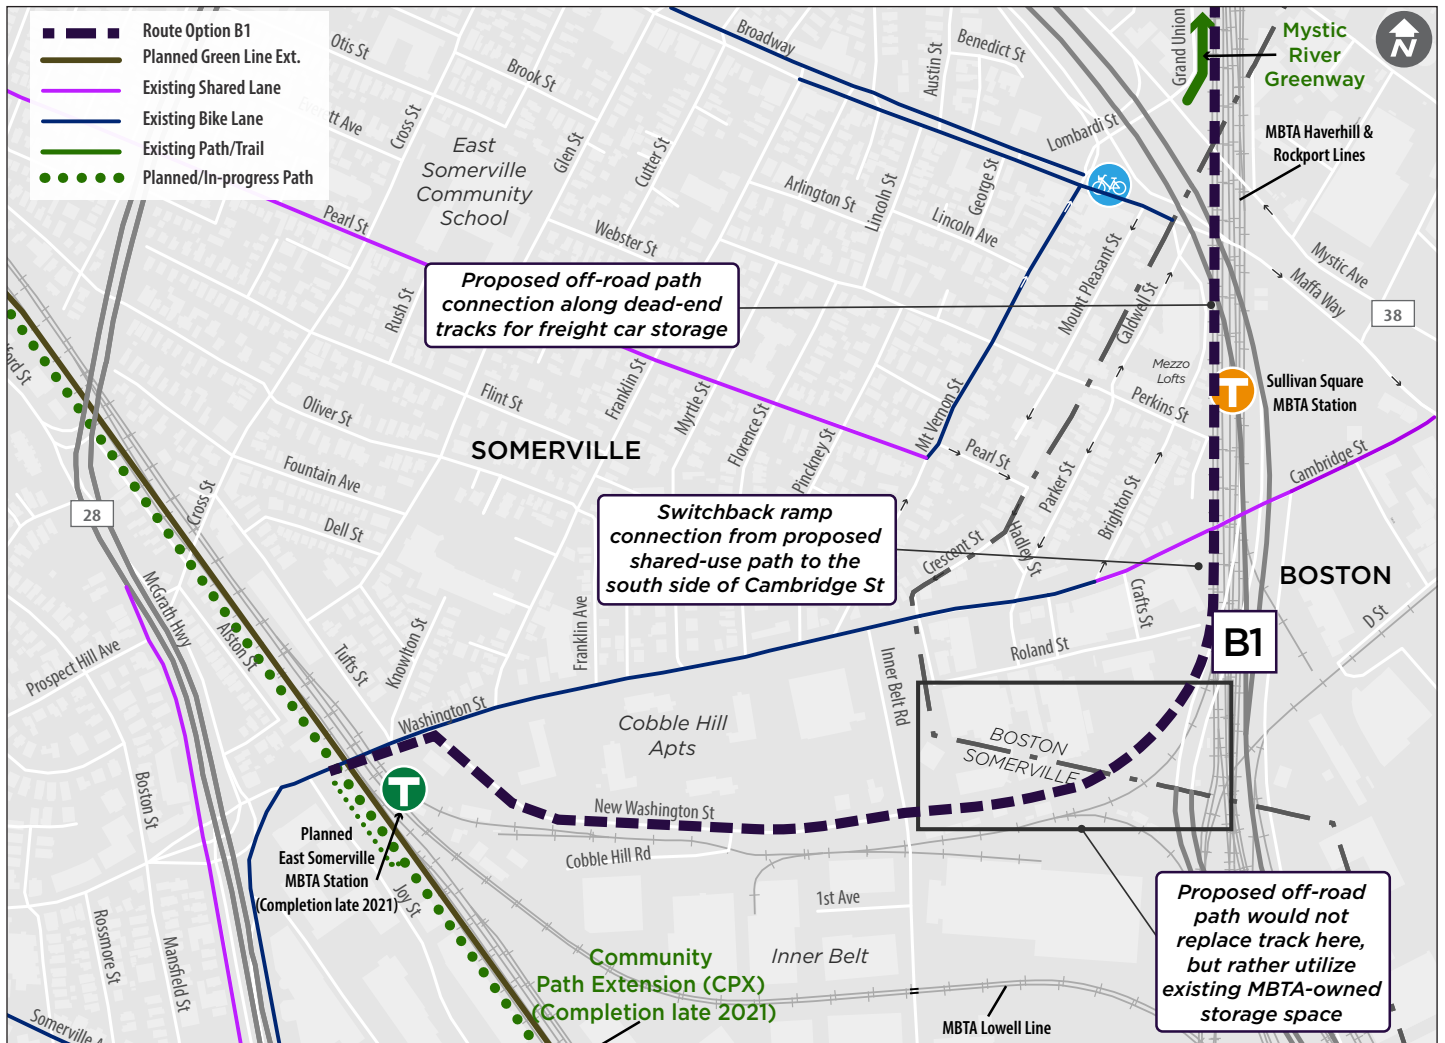 Route Option B1
Planned Green Line Ext.
Existing Shared Lane
Existing Bike Lane
Existing Path/Trail
Planned/In-progress Path
Otis St
Brook St
Broadway
Austin St
Benedict St
Grand Union
Mystic
River
Greenway
N
Cross St
East
Somerville
Community
School
Glen St
Cutter St
Lombardi St
MBTA Haverhill &
Rockport Lines
Arlington St
Lincoln St
George St
Lincoln Ave
Pearl St
Webster St
Mount Pleasant St
Caldwell St
Mystic Ave
Maffa Way
38
Proposed off-road path
connection along dead-end
tracks for freight car storage
Rush St
Mezzo
Lofts
T
Sullivan Square
MBTA Station
Oliver St
Flint St
Franklin St
Myrtle St
Florence St
Pinckney St
Mt Vernon St
Perkins St
SOMERVILLE
Pearl St
Parker St
Brighton St
Cambridge St
Fountain Ave
Cross St
Dell St
28
Switchback ramp
connection from proposed
shared-use path to the
south side of Cambridge St
Crescent St
Hadley St
Crafts St
BOSTON
D St
McGrath Hwy
Alston St
Prospect Hill Ave
Tufts St
Knowlton St
Franklin Ave
Inner Belt Rd
Roland St
B1
Washington St
Cobble Hill
Apts
BOSTON
SOMERVILLE
T
Boston St
New Washington St
Planned
East Somerville
MBTA Station
(Completion late 2021)
Cobble Hill Rd
Joy St
1st Ave
Rossmore St
Mansfield St
Inner Belt
Community
Path Extension (CPX)
(Completion late 2021)
MBTA Lowell Line
Proposed off-road
path would not
replace track here,
but rather utilize
existing MBTA-owned
storage space